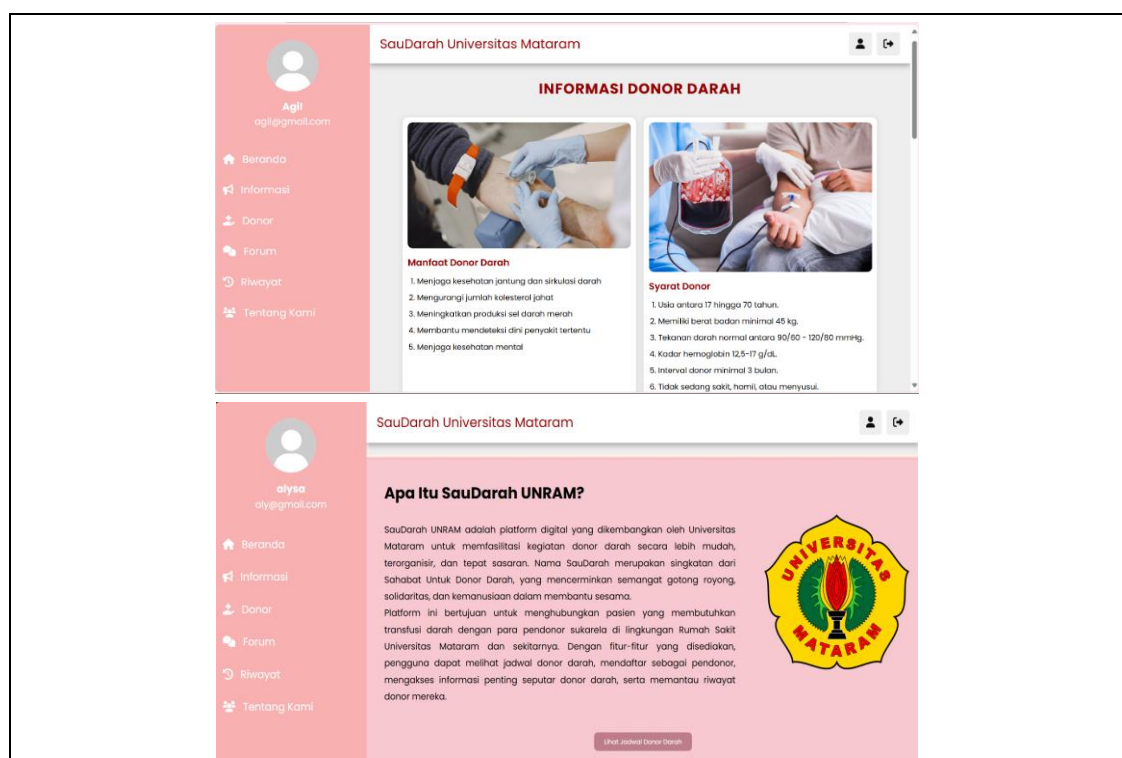 SauDarah Universitas Mataram
Agil
agil@gmail.com
Beranda
Informasi
Donor
Forum
Riwayat
Tentang Kami
INFORMASI DONOR DARAH
Manfaat Donor Darah
1. Menjaga kesehatan jantung dan sirkulasi darah
2. Mengurangi jumlah kolesterol jahat
3. Meningkatkan produksi sel darah merah
4. Membantu mendeteksi dini penyakit tertentu
5. Menjaga kesehatan mental
Syarat Donor
1. Usia antara 17 hingga 70 tahun.
2. Memiliki berat badan minimal 45 kg.
3. Tekanan darah normal antara 90/60 - 120/80 mmHg.
4. Kadar hemoglobin 12,5-17 g/dL.
5. Interval donor minimal 3 bulan.
6. Tidak sedang sakit, hamil, atau menyusui.
SauDarah Universitas Mataram
alysa
aly@gmail.com
Beranda
Informasi
Donor
Forum
Riwayat
Tentang Kami
Apa Itu SauDarah UNRAM?
SauDarah UNRAM adalah platform digital yang dikembangkan oleh Universitas
Mataram untuk memfasilitasi kegiatan donor darah secara lebih mudah,
terorganisir, dan tepat sasaran. Nama SauDarah merupakan singkatan dari
Sahabat Untuk Donor Darah, yang mencerminkan semangat gotong royong,
solidaritas, dan kemanusiaan dalam membantu sesama.
Platform ini bertujuan untuk menghubungkan pasien yang membutuhkan
transfusi darah dengan para pendonor sukarela di lingkungan Rumah Sakit
Universitas Mataram dan sekitarnya. Dengan fitur-fitur yang disediakan,
pengguna dapat melihat jadwal donor darah, mendaftar sebagai pendonor,
mengakses informasi penting seputar donor darah, serta memantau riwayat
donor mereka.
UNIVERSITAS
MATARAM
Lihat Jadwal Donor Darah